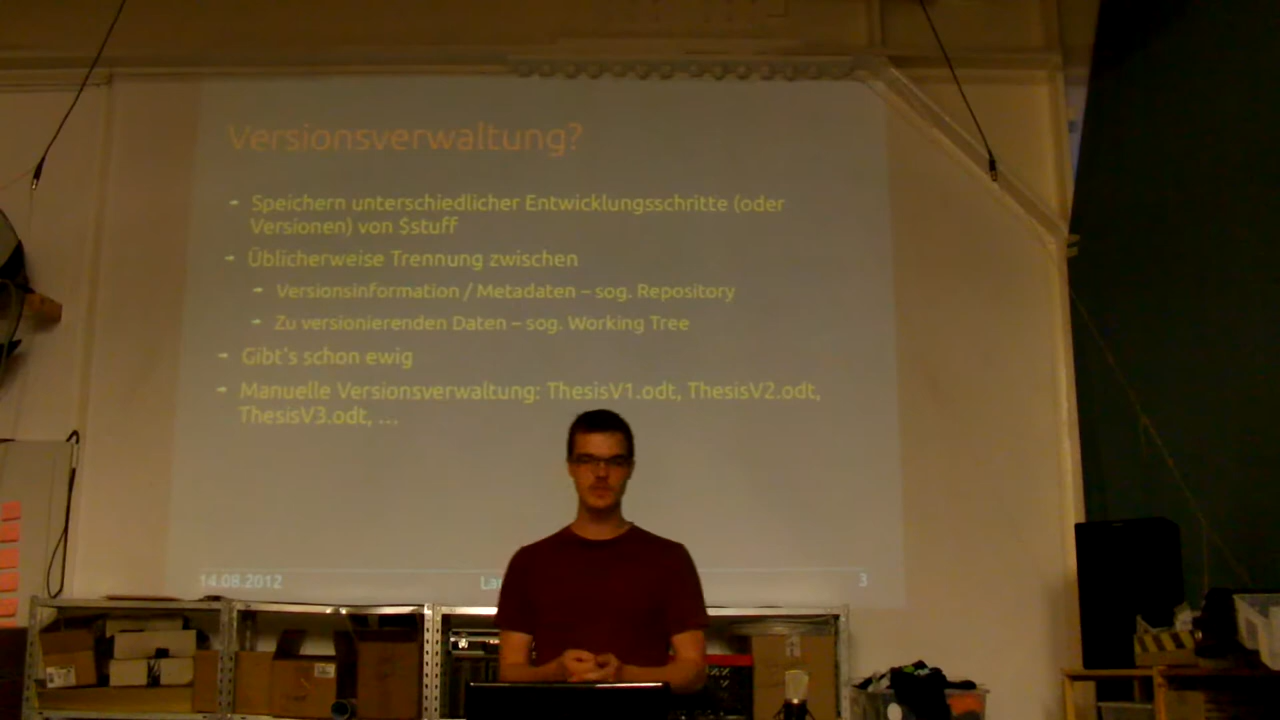 Versionsverwaltung?
Speichern unterschiedlicher Entwicklungsschritte (oder
Versionen) von $stuff
Üblicherweise Trennung zwischen
Versionsinformation / Metadaten – sog. Repository
Zu versionierenden Daten – sog. Working Tree
Gibt's schon ewig
Manuelle Versionsverwaltung: ThesisV1.odt, ThesisV2.odt,
ThesisV3.odt, ...
14.08.2012
3